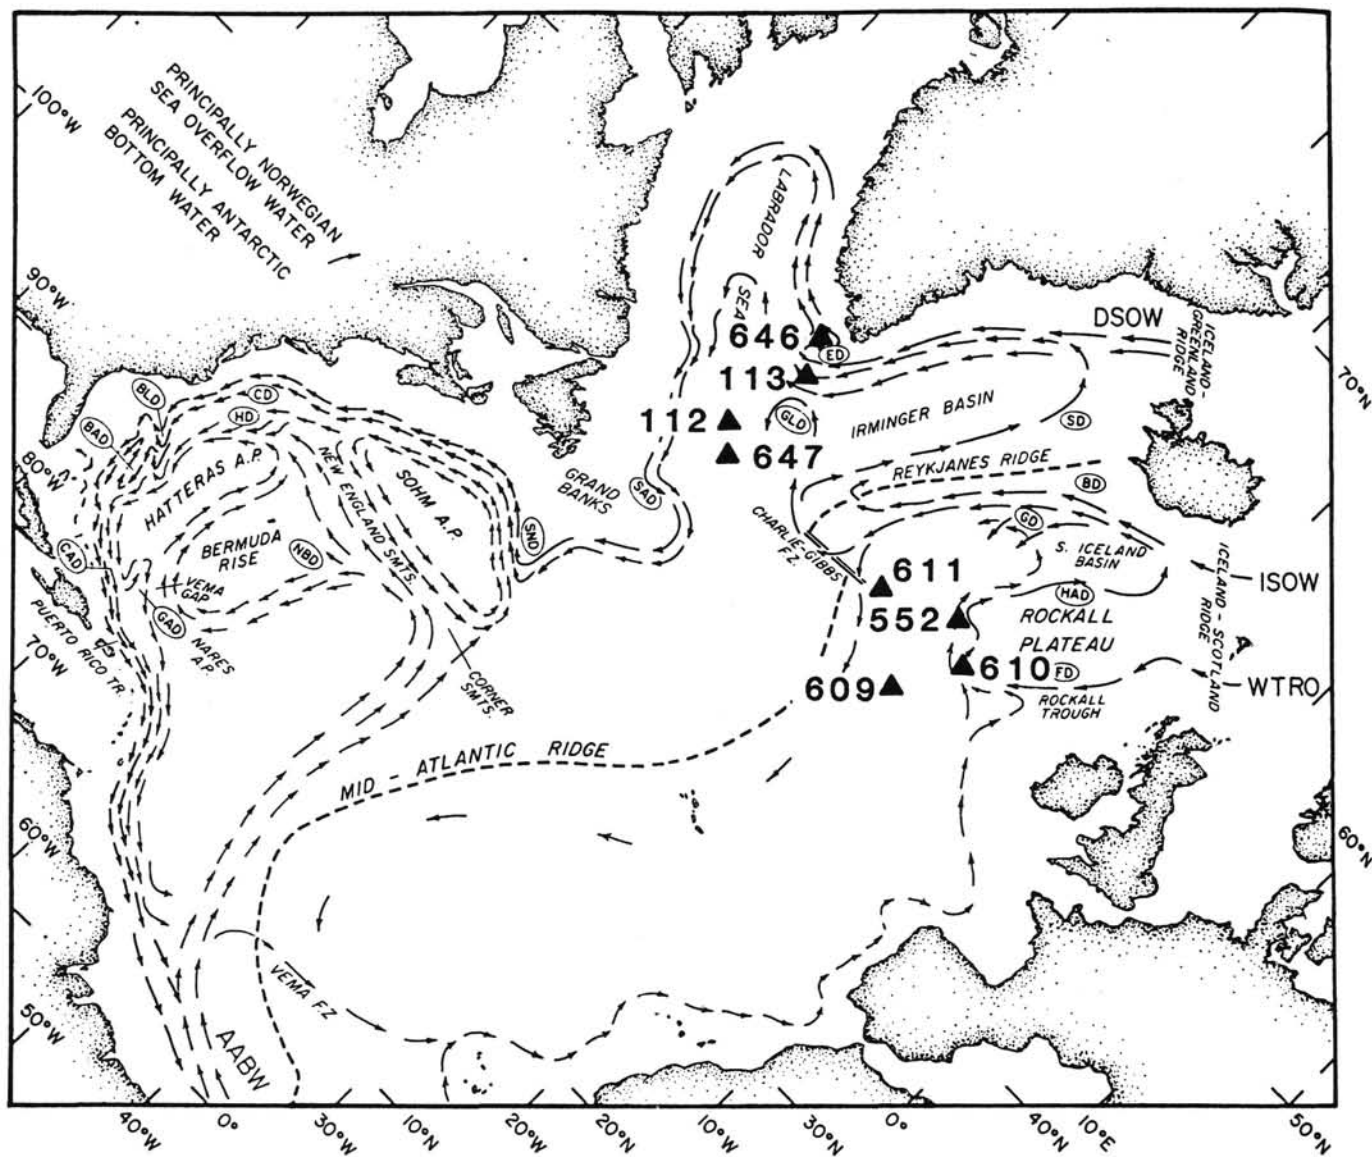 PRINCIPALLY NORWEGIAN
SEA OVERFLOW WATER
PRINCIPALLY ANTARCTIC
BOTTOM WATER
100°W
90°W
80°W
70°W
60°W
50°W
LABRADOR
SEA
646
ED
113
112
GLD
647
DSOW
ICELAND-
GREENLAND
RIDGE
70°N
IRMINGER BASIN
SD
REYKJANES RIDGE
BD
GD
S. ICELAND
BASIN
ISOW
ICELAND-SCOTLAND
RIDGE
HAD
ROCKALL
PLATEAU
611
552
610
FD
609
WTRO
ROCKALL
TROUGH
CHARLIE-GIBBS
F.Z.
GRAND
BANKS
SAD
SND
BLD
CD
HD
BAD
HATTERAS A.P.
NEW
ENGLAND SMTS.
SOHM A.P.
BERMUDA
RISE
NBD
CAD
VEMA
GAP
GAD
NARES
A.P.
PUERTO RICO TR.
CORNER
SMTS.
MID-ATLANTIC RIDGE
VEMA F.Z
AABW
60°N
40°W
0°
30°W
10°N
20°W
20°N
10°W
30°N
0°
40°N
10°E
50°N